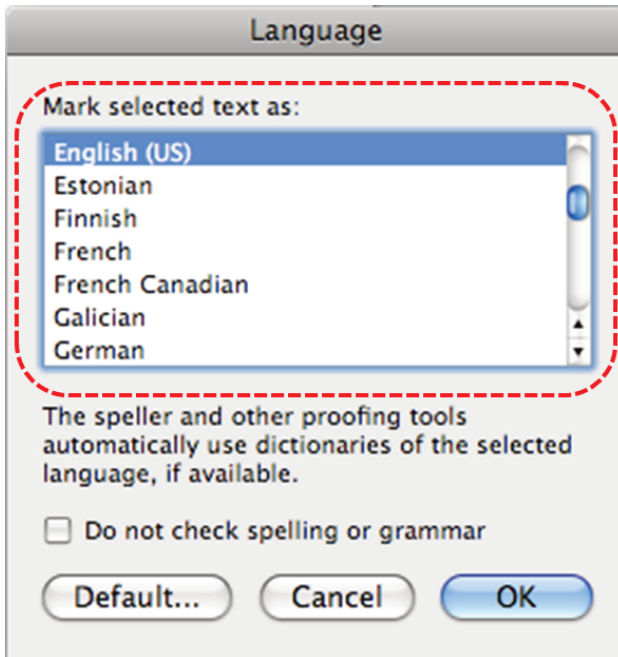 Language
Mark selected text as:
English (US)
Estonian
Finnish
French
French Canadian
Galician
German
The speller and other proofing tools
automatically use dictionaries of the selected
language, if available.
Do not check spelling or grammar
Default... Cancel OK